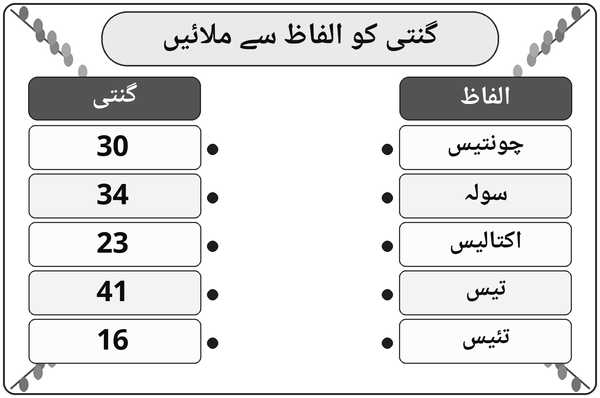 گنتی کو الفاظ سے ملائیں
الفاظ
گنتی
چونتیس
30
سولہ
34
اکتالیس
23
تیس
41
تئیس
16